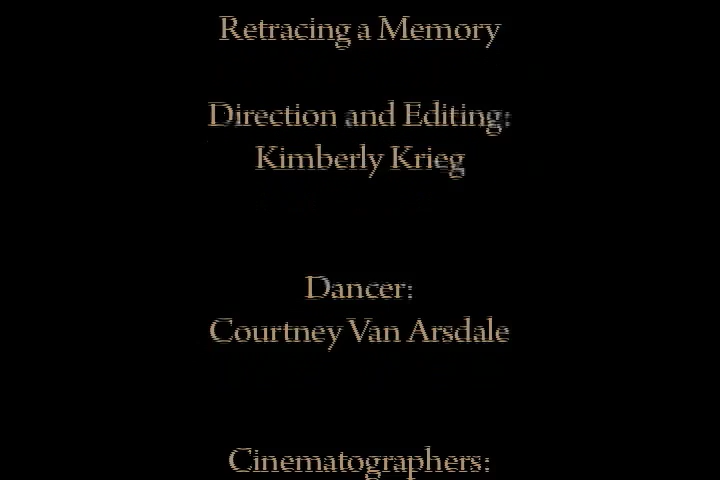 Retracing a Memory
Direction and Editing:
Kimberly Krieg
Dancer:
Courtney Van Arsdale
Cinematographers: